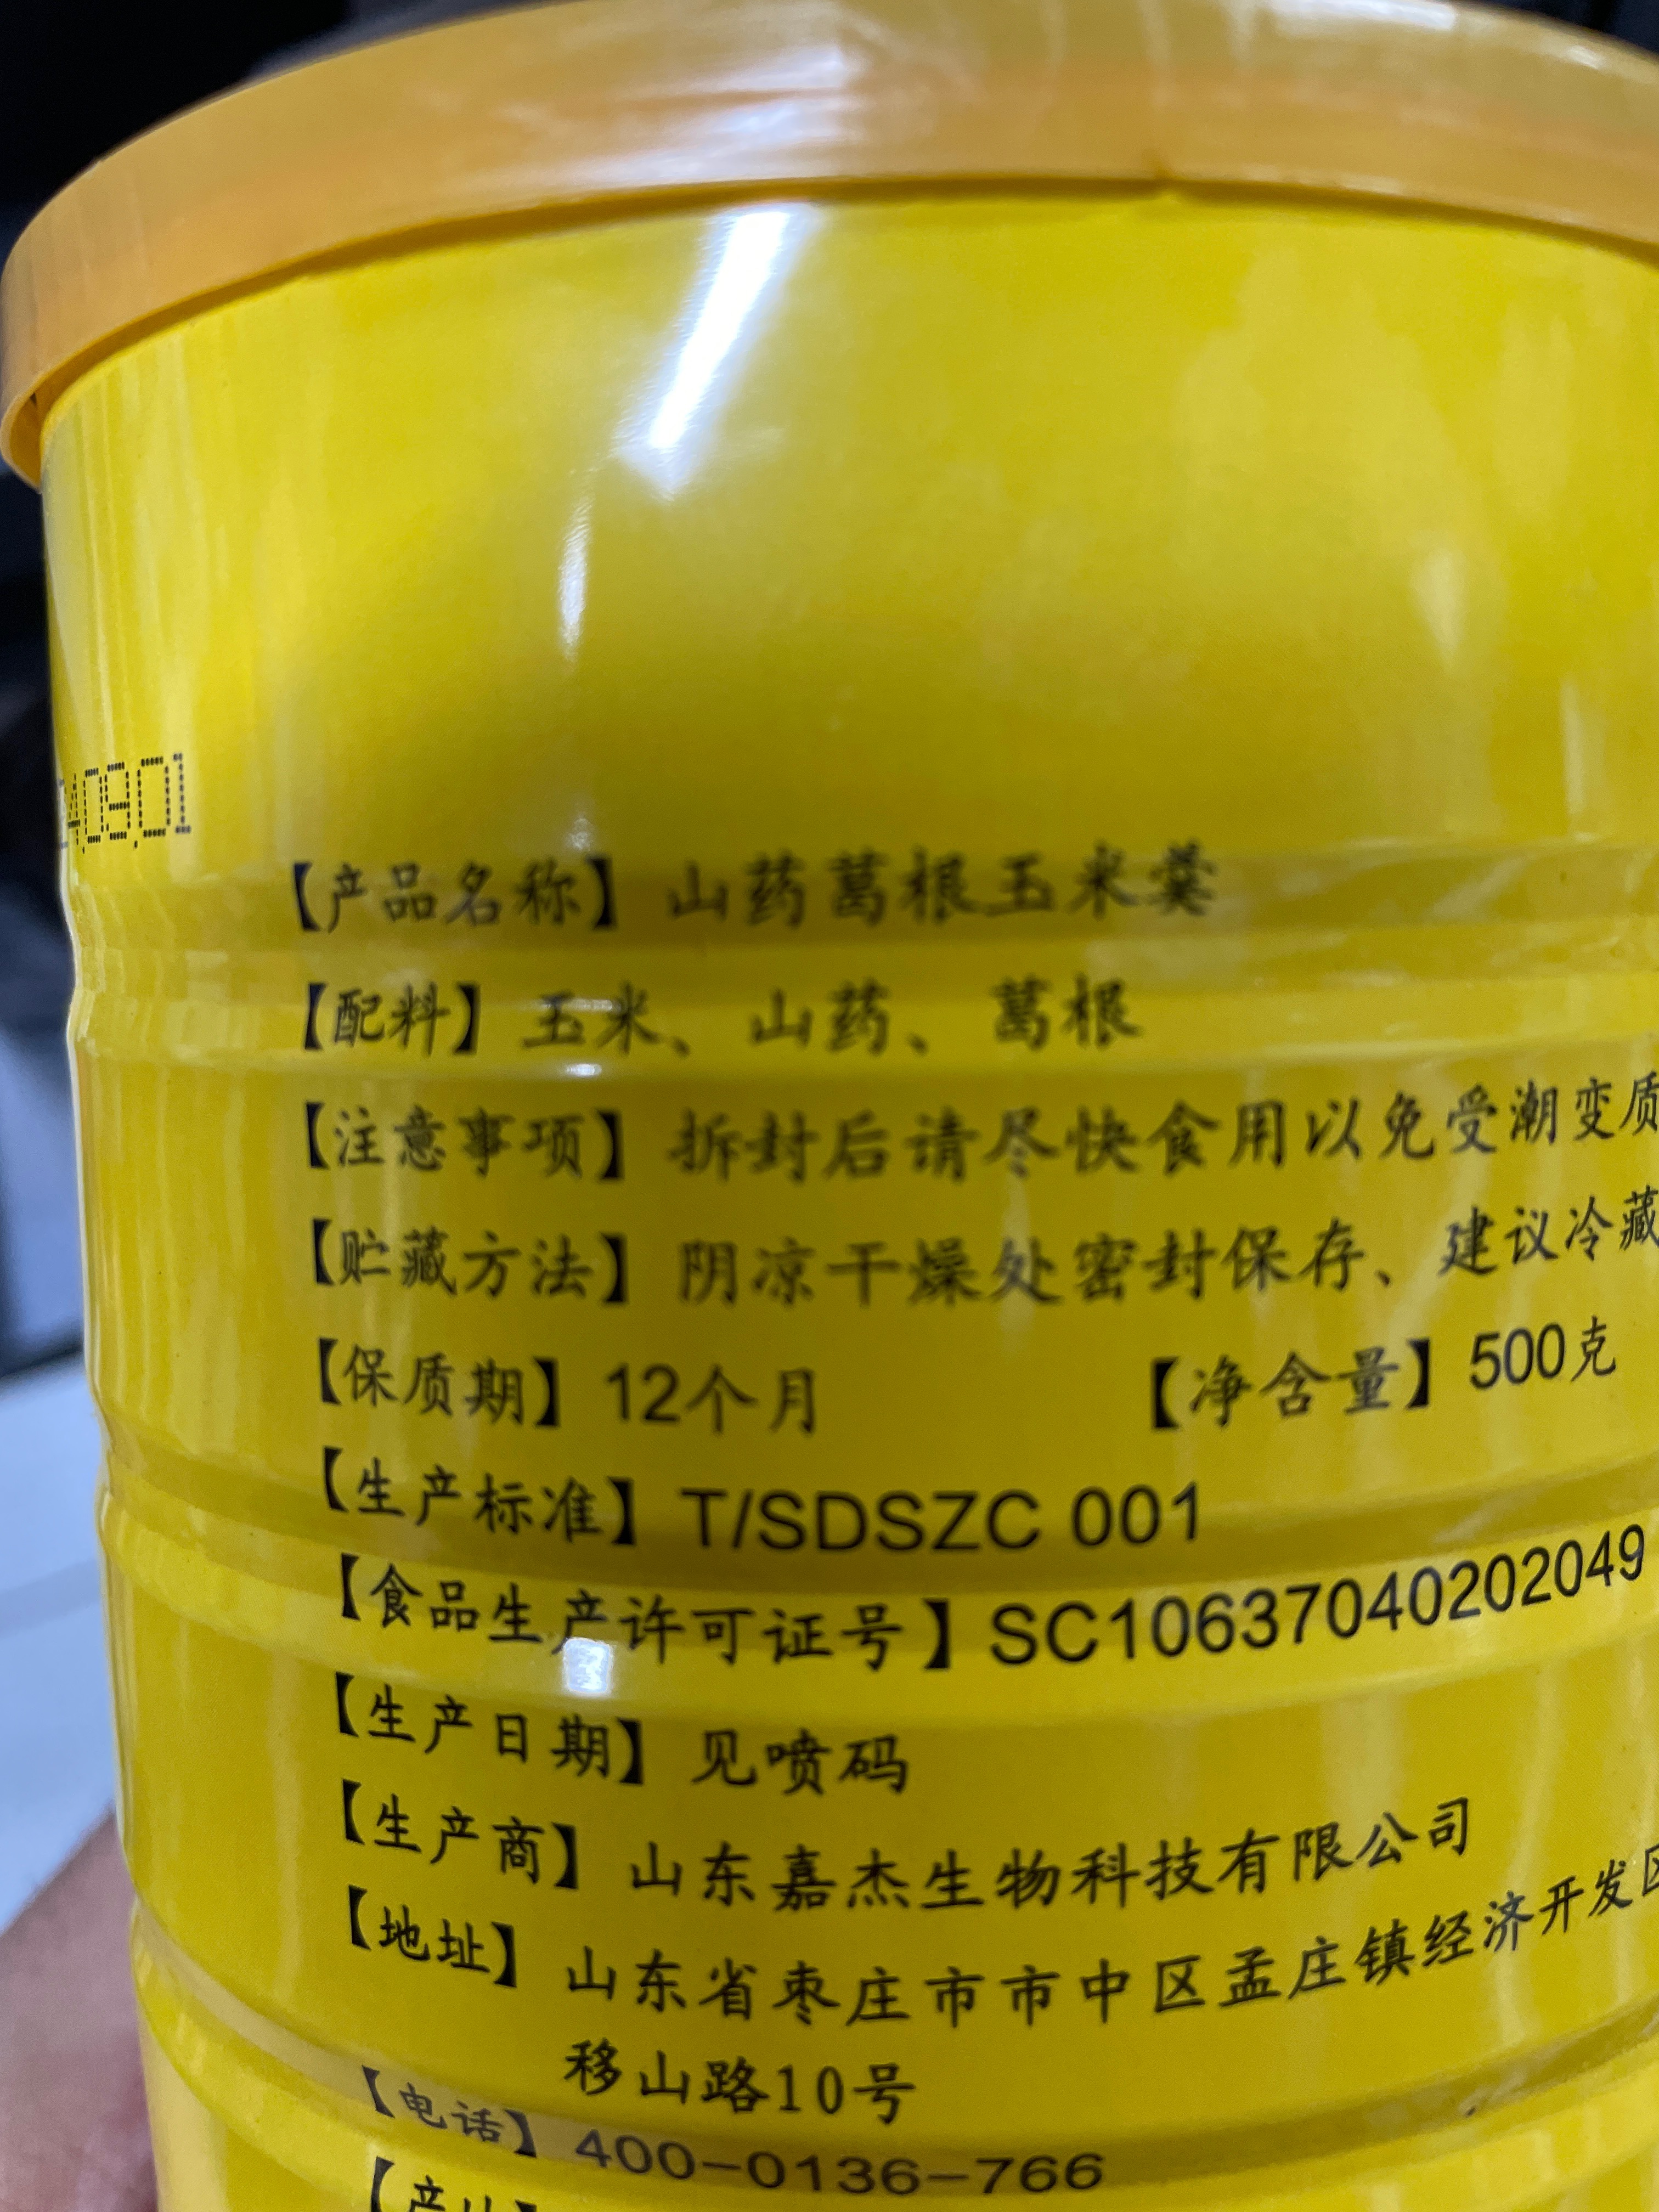 4.09.01
【产品名称】山药葛根玉米羹
【配料】玉米、山药、葛根
【注意事项】拆封后请尽快食用以免受潮变质
【贮藏方法】阴凉干燥处密封保存、建议冷藏
【保质期】12个月 【净含量】500克
【生产标准】T/SDSZC 001
【食品生产许可证号】SC10637040202049
【生产日期】见喷码
【生产商】山东嘉杰生物科技有限公司
【地址】山东省枣庄市市中区孟庄镇经济开发区
移山路10号
【电话】400-0136-766